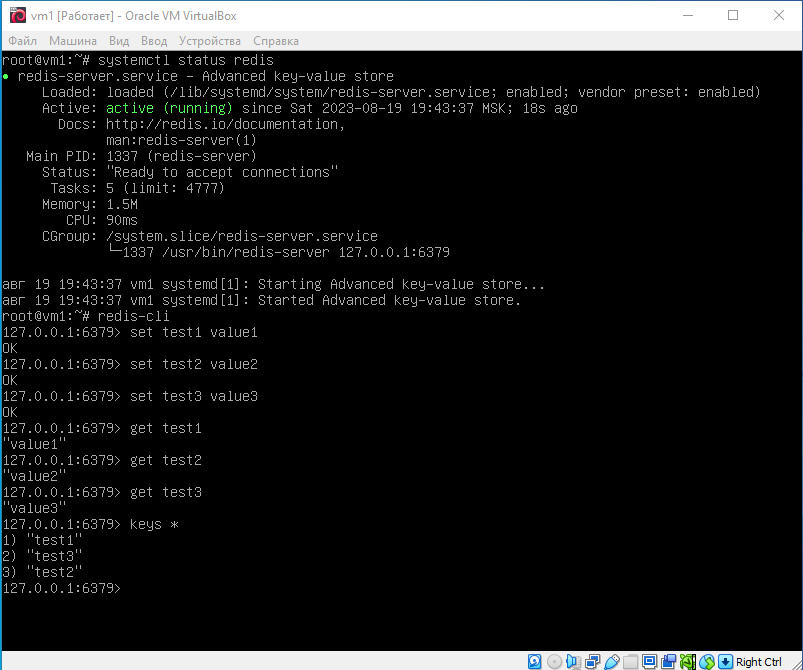 vm1 [Работает] - Oracle VM VirtualBox
Файл Машина Вид Ввод Устройства Справка
root@vm1:~# systemctl status redis
● redis-server.service - Advanced key-value store
Loaded: loaded (/lib/systemd/system/redis-server.service; enabled; vendor preset: enabled)
Active: active (running) since Sat 2023-08-19 19:43:37 MSK; 18s ago
Docs: http://redis.io/documentation,
man:redis-server(1)
Main PID: 1337 (redis-server)
Status: "Ready to accept connections"
Tasks: 5 (limit: 4777)
Memory: 1.5M
CPU: 90ms
CGroup: /system.slice/redis-server.service
└─1337 /usr/bin/redis-server 127.0.0.1:6379
авг 19 19:43:37 vm1 systemd[1]: Starting Advanced key-value store...
авг 19 19:43:37 vm1 systemd[1]: Started Advanced key-value store.
root@vm1:~# redis-cli
127.0.0.1:6379> set test1 value1
OK
127.0.0.1:6379> set test2 value2
OK
127.0.0.1:6379> set test3 value3
OK
127.0.0.1:6379> get test1
"value1"
127.0.0.1:6379> get test2
"value2"
127.0.0.1:6379> get test3
"value3"
127.0.0.1:6379> keys *
1) "test1"
2) "test3"
3) "test2"
127.0.0.1:6379>
Right Ctrl